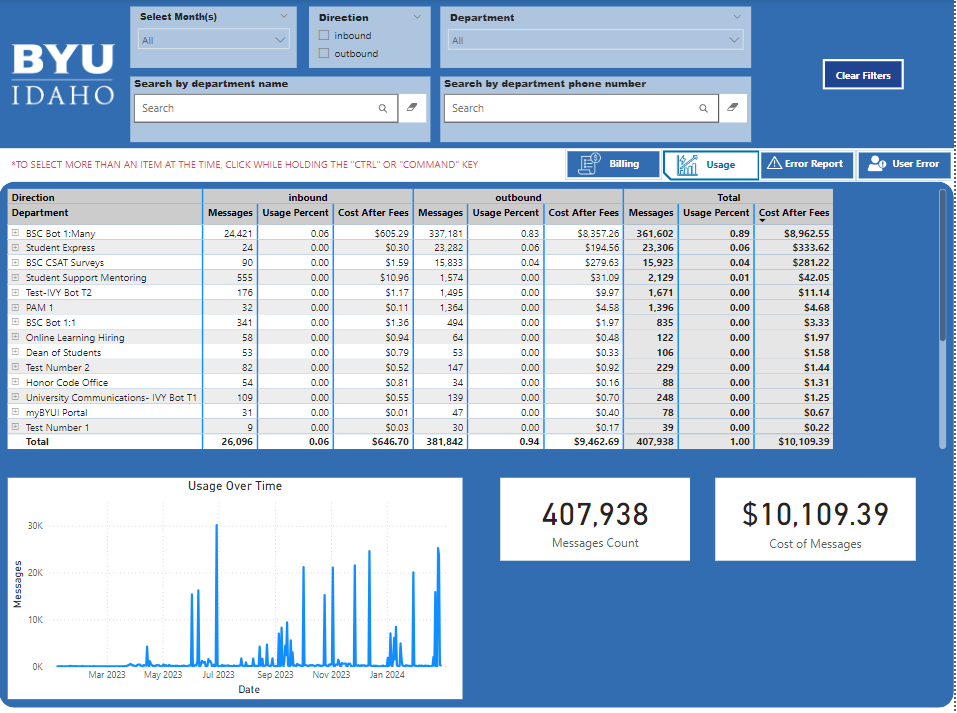 BYU
IDAHO
Select Month(s)
All
Direction
inbound
outbound
Department
All
Search by department name
Search
Search by department phone number
Search
Clear Filters
*TO SELECT MORE THAN AN ITEM AT THE TIME, CLICK WHILE HOLDING THE "CTRL" OR "COMMAND" KEY
Billing
Usage
Error Report
User Error
Direction inbound outbound Total
Department Messages Usage Percent Cost After Fees Messages Usage Percent Cost After Fees Messages Usage Percent Cost After Fees
BSC Bot 1:Many 24,421 0.06 $605.29 337,181 0.83 $8,357.26 361,602 0.89 $8,962.55
Student Express 24 0.00 $0.30 23,282 0.06 $194.56 23,306 0.06 $333.62
BSC CSAT Surveys 90 0.00 $1.59 15,833 0.04 $279.63 15,923 0.04 $281.22
Student Support Mentoring 555 0.00 $10.96 1,574 0.00 $31.09 2,129 0.01 $42.05
Test-IVY Bot T2 176 0.00 $1.17 1,495 0.00 $9.97 1,671 0.00 $11.14
PAM 1 32 0.00 $0.11 1,364 0.00 $4.58 1,396 0.00 $4.68
BSC Bot 1:1 341 0.00 $1.36 494 0.00 $1.97 835 0.00 $3.33
Online Learning Hiring 58 0.00 $0.94 64 0.00 $0.48 122 0.00 $1.97
Dean of Students 53 0.00 $0.79 53 0.00 $0.33 106 0.00 $1.58
Test Number 2 82 0.00 $0.52 147 0.00 $0.92 229 0.00 $1.44
Honor Code Office 54 0.00 $0.81 34 0.00 $0.16 88 0.00 $1.31
University Communications- IVY Bot T1 109 0.00 $0.55 139 0.00 $0.70 248 0.00 $1.25
myBYUI Portal 31 0.00 $0.01 47 0.00 $0.40 78 0.00 $0.67
Test Number 1 9 0.00 $0.03 30 0.00 $0.17 39 0.00 $0.22
Total 26,096 0.06 $646.70 381,842 0.94 $9,462.69 407,938 1.00 $10,109.39
Usage Over Time
Messages
30K
20K
10K
0K
Mar 2023 May 2023 Jul 2023 Sep 2023 Nov 2023 Jan 2024
Date
407,938
Messages Count
$10,109.39
Cost of Messages